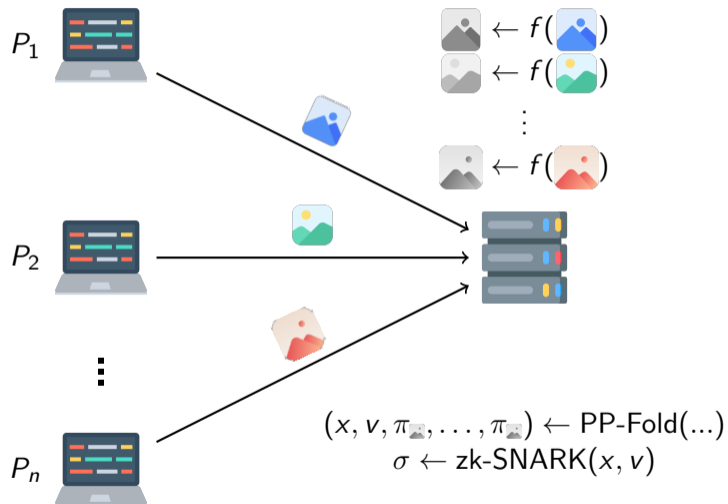 P₁
← f( )
← f( )
⋮
← f( )
P₂
⋮
Pₙ
(x, v, π , . . . , π ) ← PP-Fold(...)
σ ← zk-SNARK(x, v)